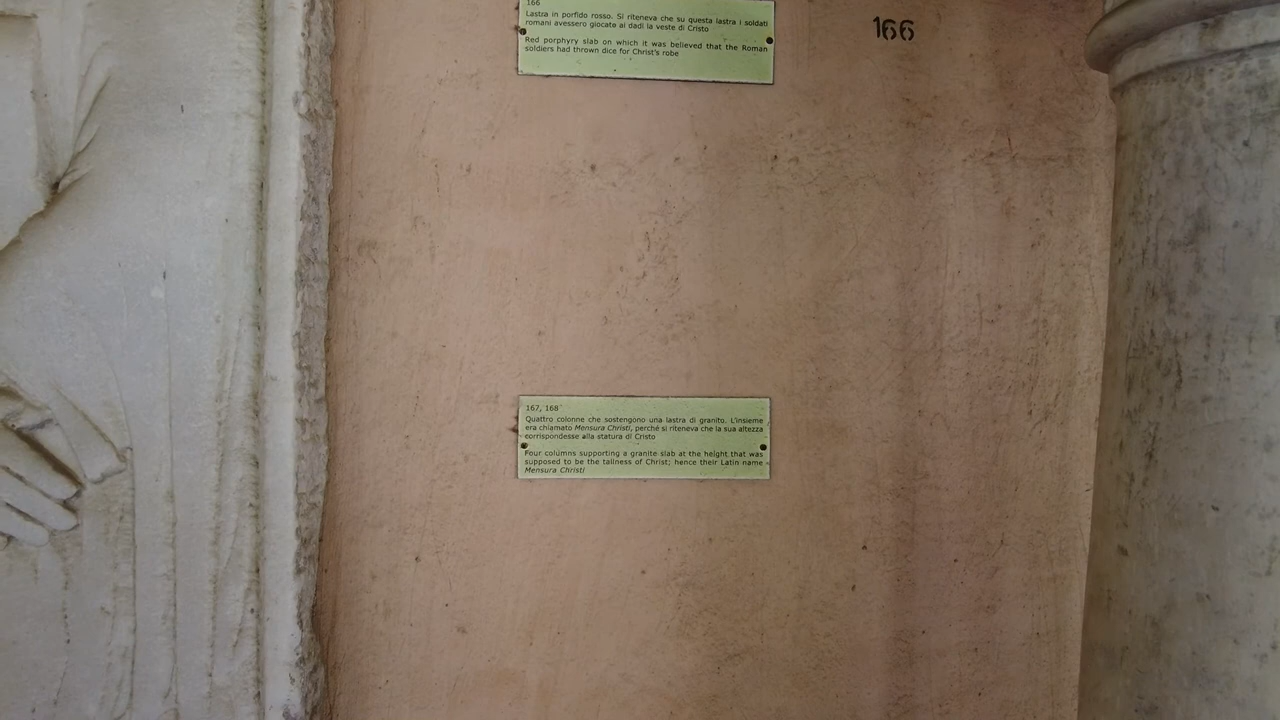 166
Lastra in porfido rosso. Si riteneva che su questa lastra i soldati
romani avessero giocato ai dadi la veste di Cristo
Red porphyry slab on which it was believed that the Roman
soldiers had thrown dice for Christ's robe
166
167, 168
Quattro colonne che sostengono una lastra di granito. L'insieme
era chiamato Mensura Christi, perché si riteneva che la sua altezza
corrispondesse alla statura di Cristo
Four columns supporting a granite slab at the height that was
supposed to be the tallness of Christ; hence their Latin name
Mensura Christi